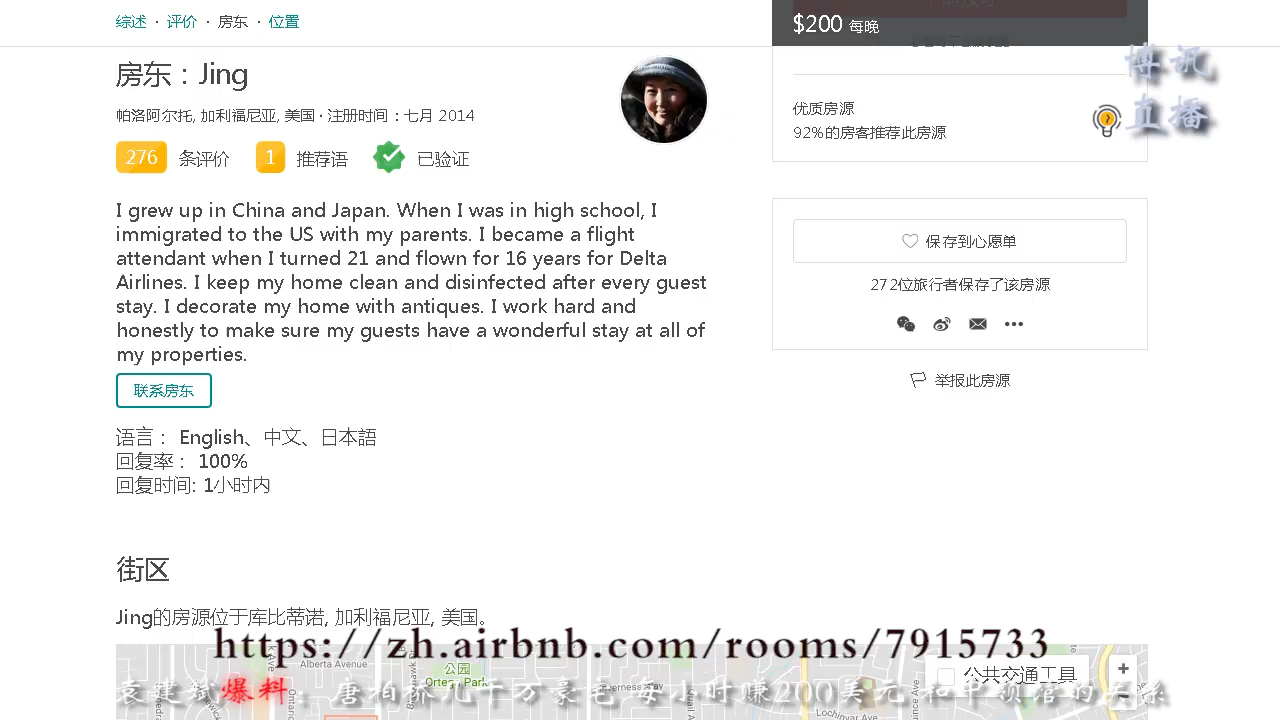 综述 · 评价 · 房东 · 位置
$200 每晚
房东：Jing
帕洛阿尔托, 加利福尼亚, 美国 · 注册时间：七月 2014
276 条评价 1 推荐语 已验证
I grew up in China and Japan. When I was in high school, I
immigrated to the US with my parents. I became a flight
attendant when I turned 21 and flown for 16 years for Delta
Airlines. I keep my home clean and disinfected after every guest
stay. I decorate my home with antiques. I work hard and
honestly to make sure my guests have a wonderful stay at all of
my properties.
联系房东
语言： English、中文、日本語
回复率： 100%
回复时间: 1小时内
优质房源
92%的房客推荐此房源
博讯
直播
保存到心愿单
272位旅行者保存了该房源
举报此房源
街区
Jing的房源位于库比蒂诺, 加利福尼亚, 美国。
https://zh.airbnb.com/rooms/7915733
Alberta Avenue
公园
Ortega Park
公共交通工具
+
袁建斌爆料：唐柏桥几千万豪宅 每小时赚200美元 和中领馆的关系
Lochinvar Ave